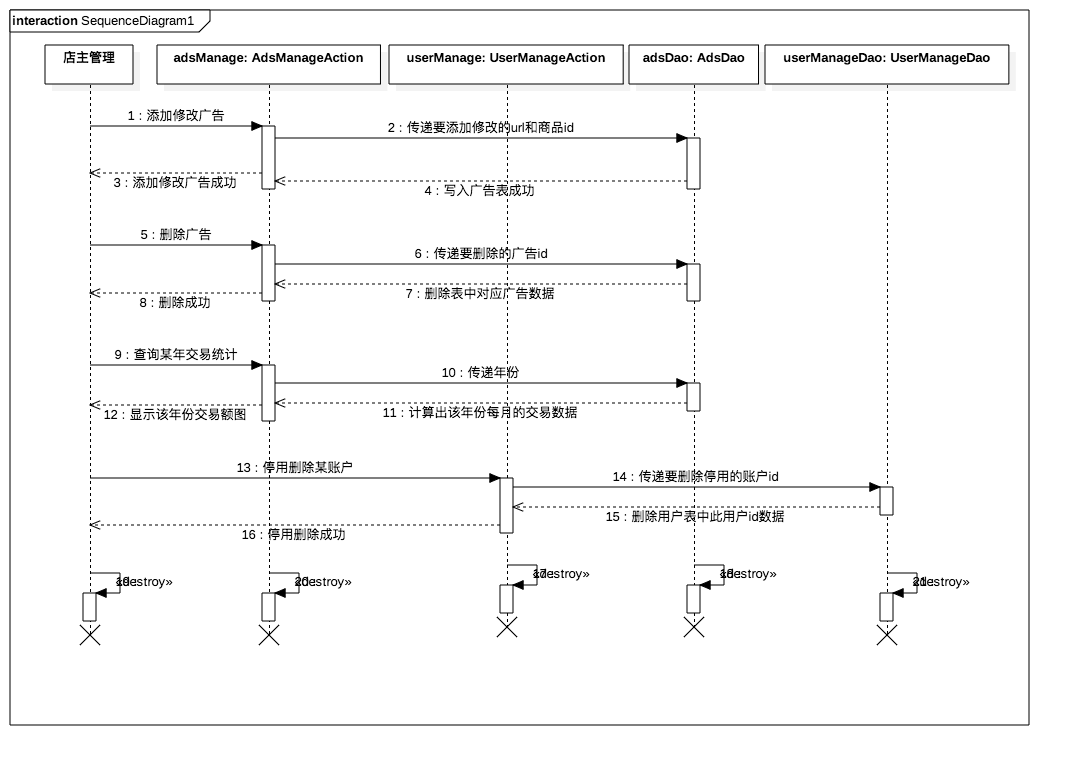 interaction SequenceDiagram1
店主管理
adsManage: AdsManageAction
userManage: UserManageAction
adsDao: AdsDao
userManageDao: UserManageDao
1 : 添加修改广告
2 : 传递要添加修改的url和商品id
3 : 添加修改广告成功
4 : 写入广告表成功
5 : 删除广告
6 : 传递要删除的广告id
7 : 删除表中对应广告数据
8 : 删除成功
9 : 查询某年交易统计
10 : 传递年份
11 : 计算出该年份每月的交易数据
12 : 显示该年份交易额图
13 : 停用删除某账户
14 : 传递要删除停用的账户id
15 : 删除用户表中此用户id数据
16 : 停用删除成功
17 : «destroy»
18 : «destroy»
19 : «destroy»
20 : «destroy»
21 : «destroy»